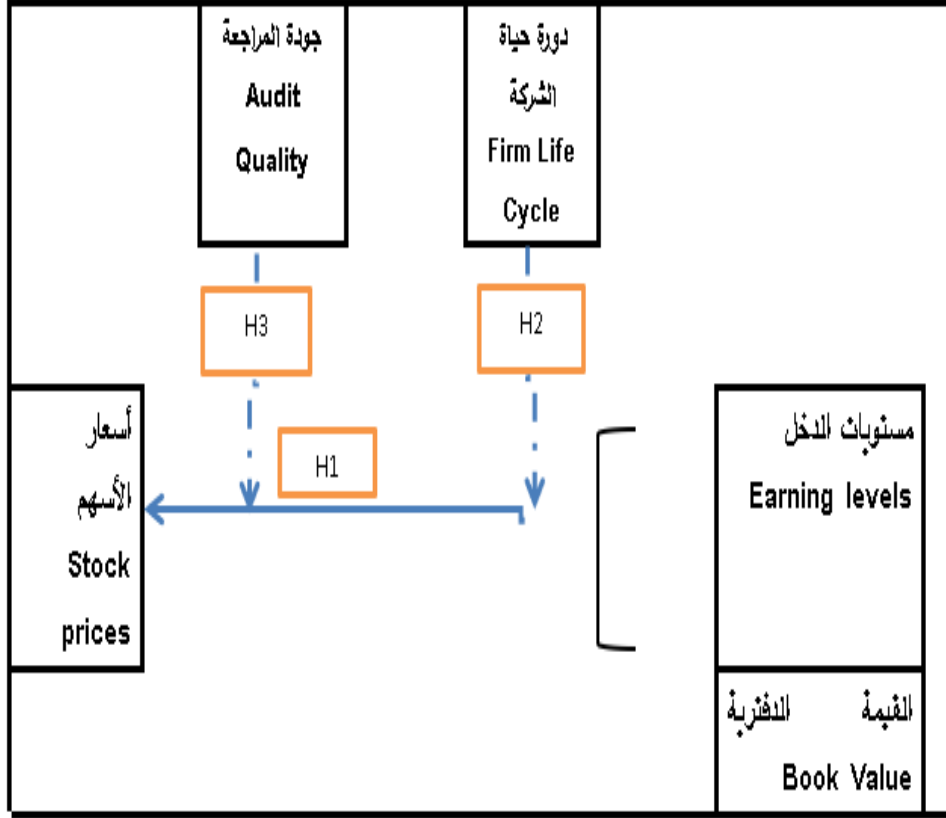 جودة المراجعة
Audit
Quality
دورة حياة
الشركة
Firm Life
Cycle
H3
H2
H1
أسعار
الأسهم
Stock
prices
مستويات الدخل
Earning levels
القيمة الدفترية
Book Value